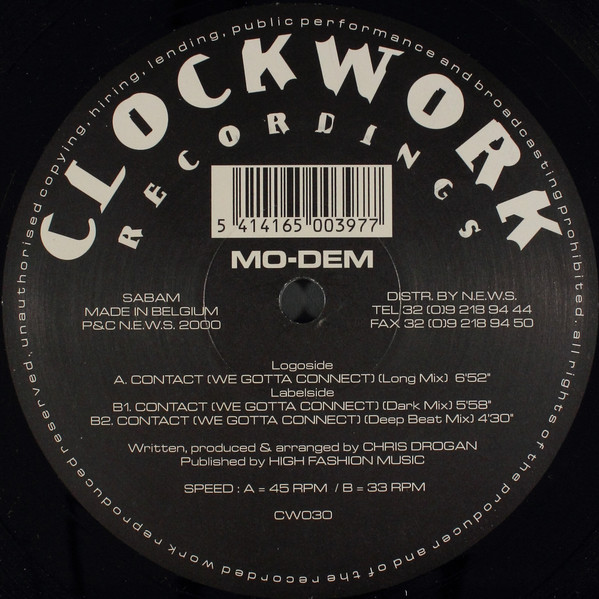 unauthorised copying, hiring, lending, public performance and broadcasting prohibited. all rights of the producer and of the recorded work reproduced reserved.
CLOCKWORK
RECORDINGS
5 414165 003977
MO-DEM
SABAM
MADE IN BELGIUM
P&C N.E.W.S. 2000
DISTR. BY N.E.W.S.
TEL 32 (0)9 218 94 44
FAX 32 (0)9 218 94 50
Logoside
A. CONTACT (WE GOTTA CONNECT) (Long Mix) 6'52"
Labelside
B1. CONTACT (WE GOTTA CONNECT) (Dark Mix) 5'58"
B2. CONTACT (WE GOTTA CONNECT) (Deep Beat Mix) 4'30"
Written, produced & arranged by CHRIS DROGAN
Published by HIGH FASHION MUSIC
SPEED : A = 45 RPM / B = 33 RPM
CW030